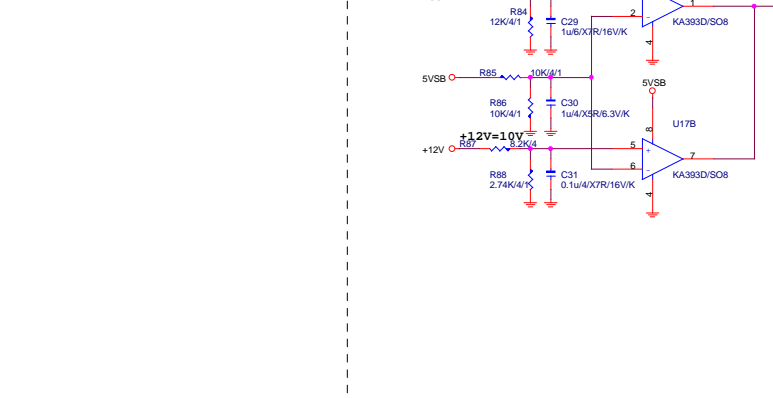 R84
12K/4/1
C29
1u/6/X7R/16V/K
2
-
1
KA393D/SO8
4
5VSB
R85
10K/4/1
R86
10K/4/1
C30
1u/4/X5R/6.3V/K
5VSB
8
U17B
+12V=10V
+12V
R87
8.2K/4
5
+
6
-
7
KA393D/SO8
4
R88
2.74K/4/1
C31
0.1u/4/X7R/16V/K